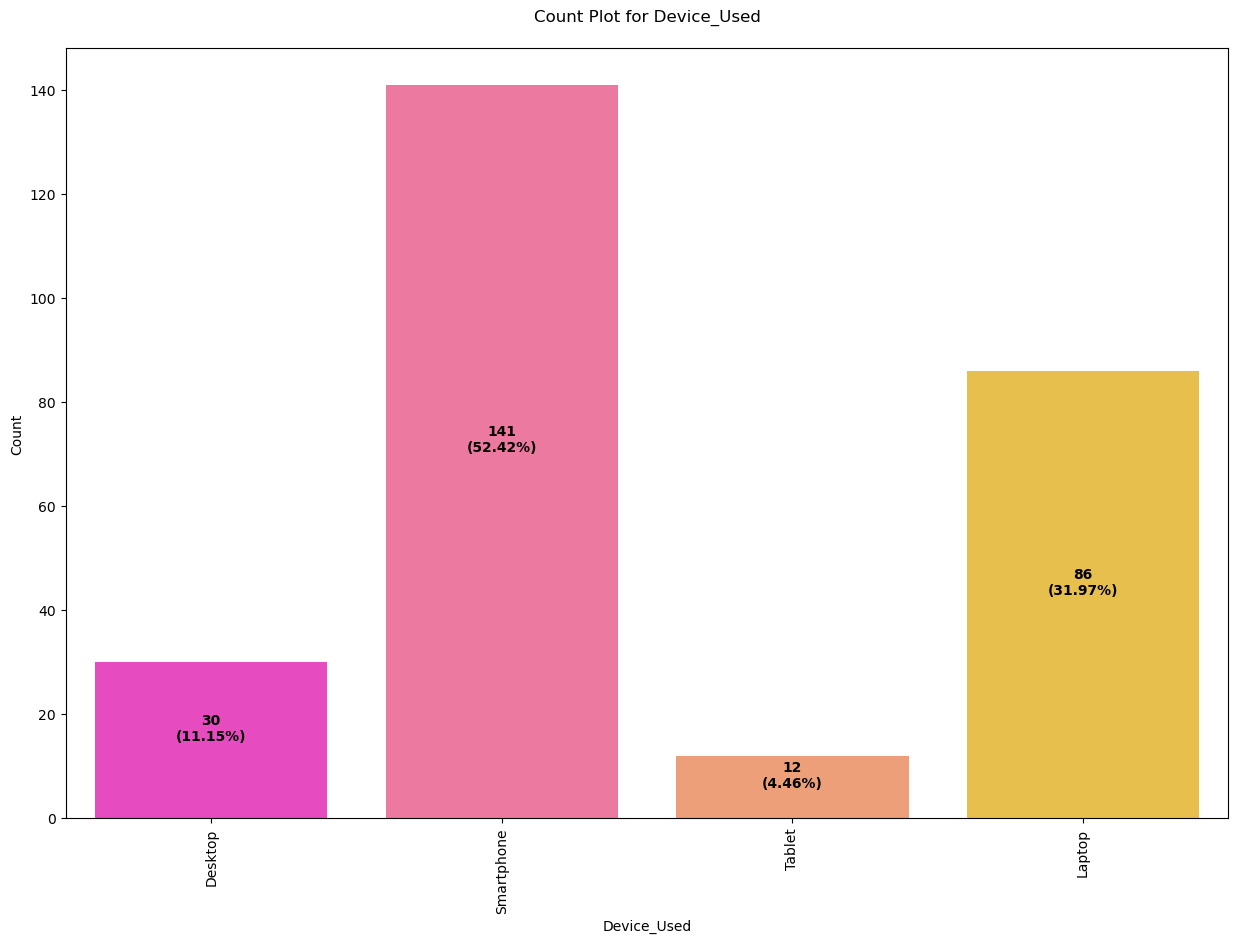 Count Plot for Device_Used
140
120
100
80
60
40
20
0
Count
141
(52.42%)
86
(31.97%)
30
(11.15%)
12
(4.46%)
Desktop
Smartphone
Tablet
Laptop
Device_Used